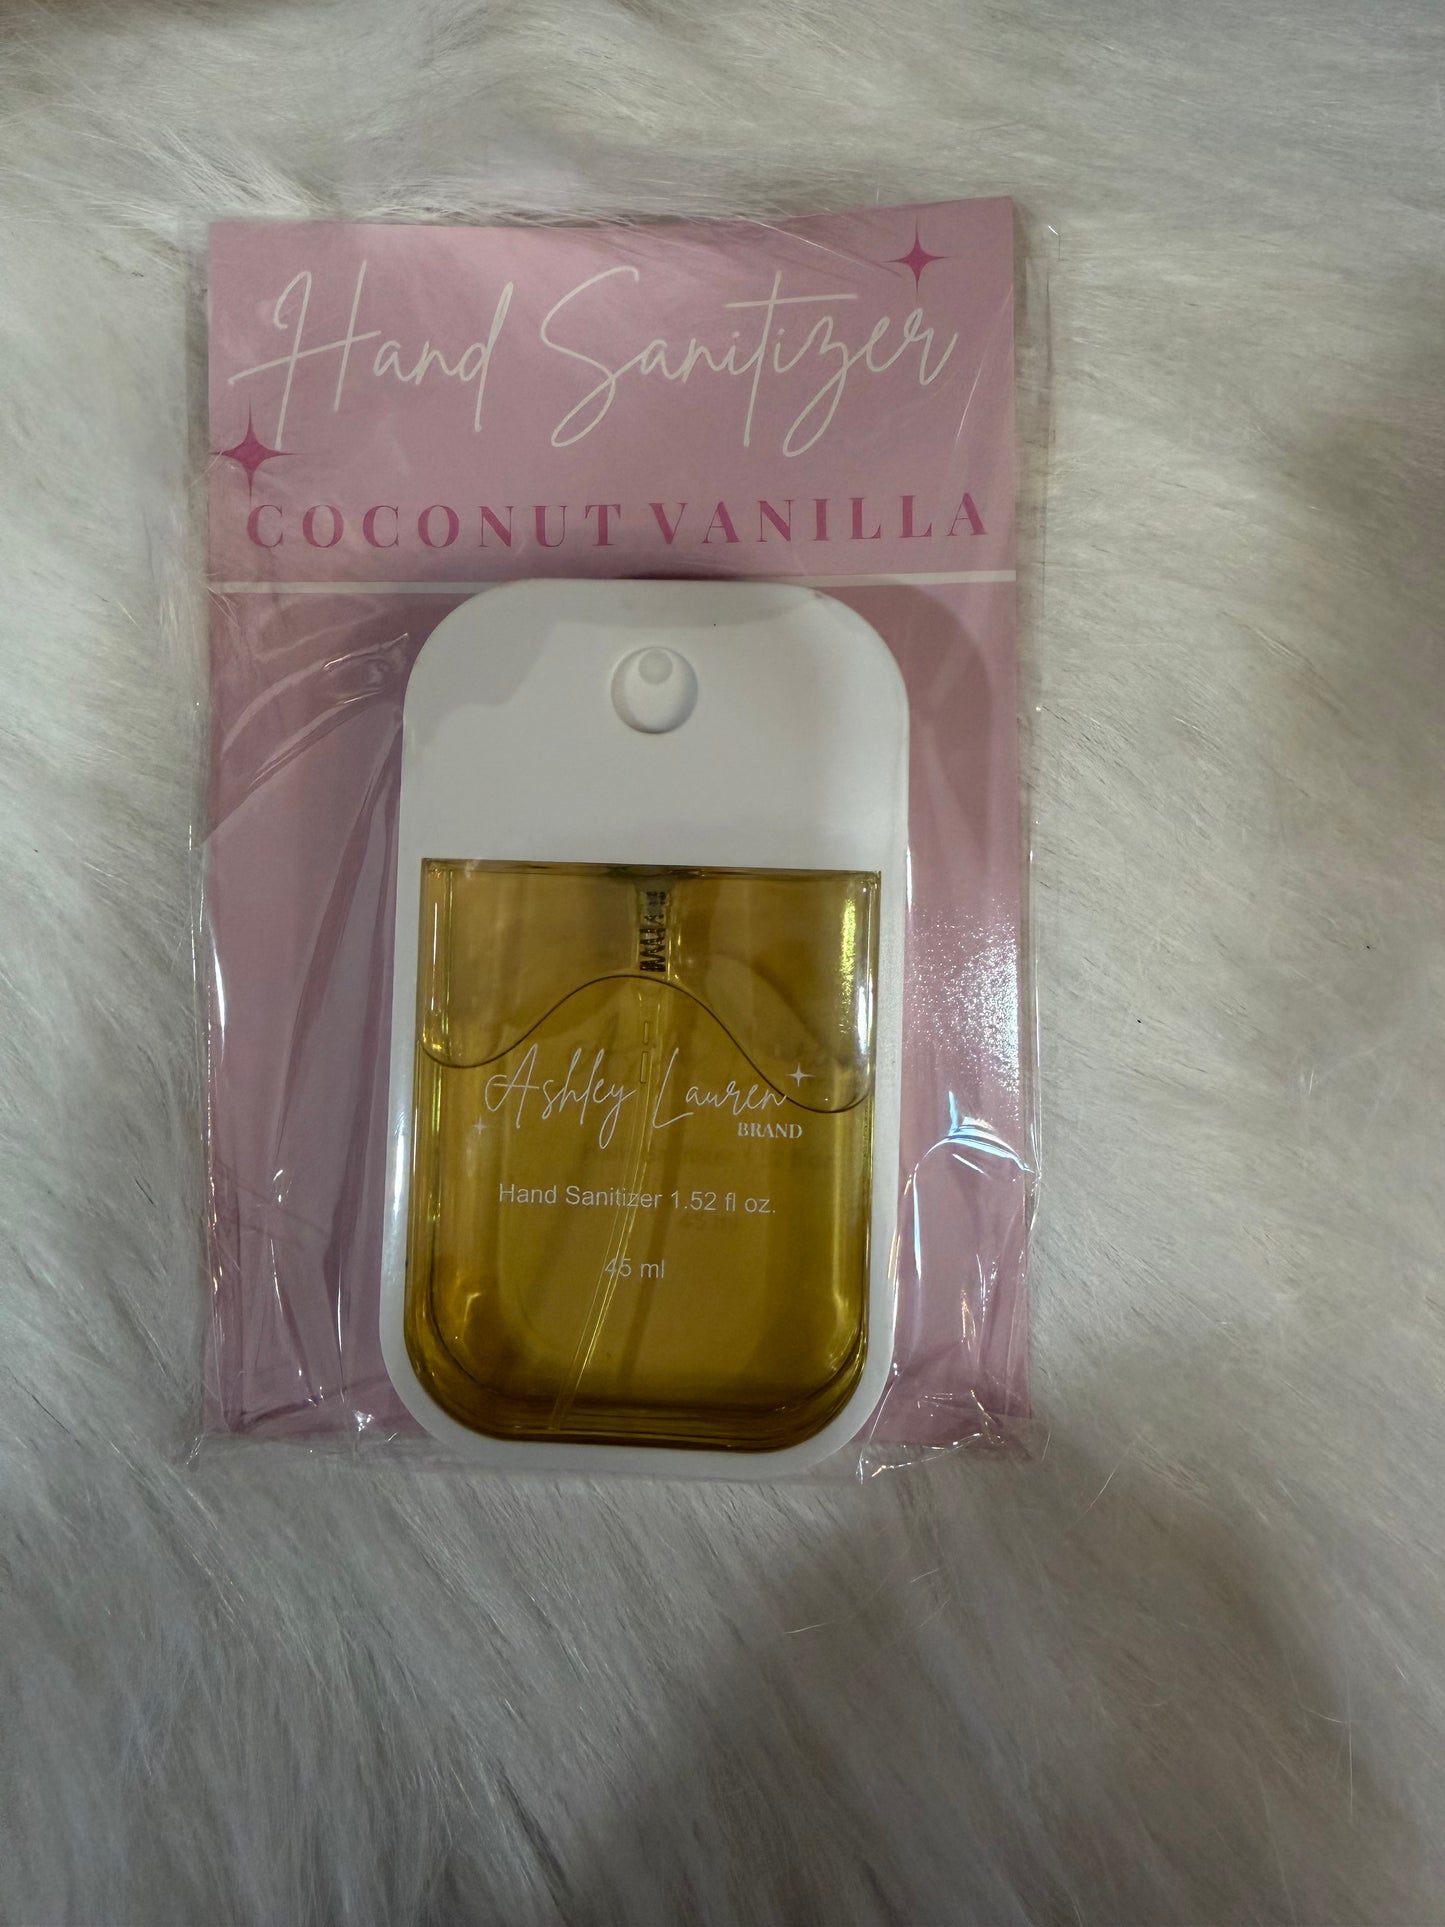 Hand Sanitizer
COCONUT VANILLA
Ashley Lauren
BRAND
Hand Sanitizer 1.52 fl oz.
45 ml